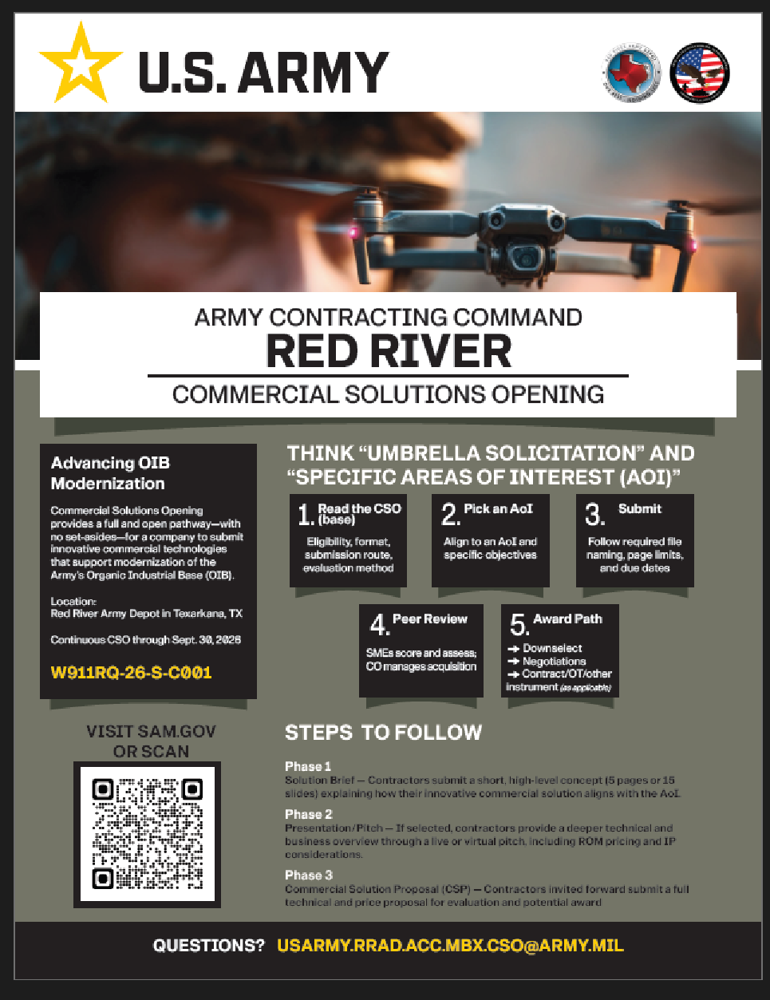 U.S. ARMY
ARMY CONTRACTING COMMAND
RED RIVER
COMMERCIAL SOLUTIONS OPENING
Advancing OIB
Modernization
Commercial Solutions Opening
provides a full and open pathway—with
no set-asides—for a company to submit
innovative commercial technologies
that support modernization of the
Army's Organic Industrial Base (OIB).
Location:
Red River Army Depot in Texarkana, TX
Continuous CSO through Sept. 30, 2026
W911RQ-26-S-C001
VISIT SAM.GOV
OR SCAN
THINK “UMBRELLA SOLICITATION” AND
“SPECIFIC AREAS OF INTEREST (AOI)”
1. Read the CSO
(base)
Eligibility, format,
submission route,
evaluation method
2. Pick an AoI
Align to an AoI and
specific objectives
3. Submit
Follow required file
naming, page limits,
and due dates
4. Peer Review
SMEs score and assess;
CO manages acquisition
5. Award Path
➔ Downselect
➔ Negotiations
➔ Contract/OT/other
instrument (as applicable)
STEPS TO FOLLOW
Phase 1
Solution Brief — Contractors submit a short, high-level concept (5 pages or 15
slides) explaining how their innovative commercial solution aligns with the AoI.
Phase 2
Presentation/Pitch — If selected, contractors provide a deeper technical and
business overview through a live or virtual pitch, including ROM pricing and IP
considerations.
Phase 3
Commercial Solution Proposal (CSP) — Contractors invited forward submit a full
technical and price proposal for evaluation and potential award
QUESTIONS? USARMY.RRAD.ACC.MBX.CSO@ARMY.MIL